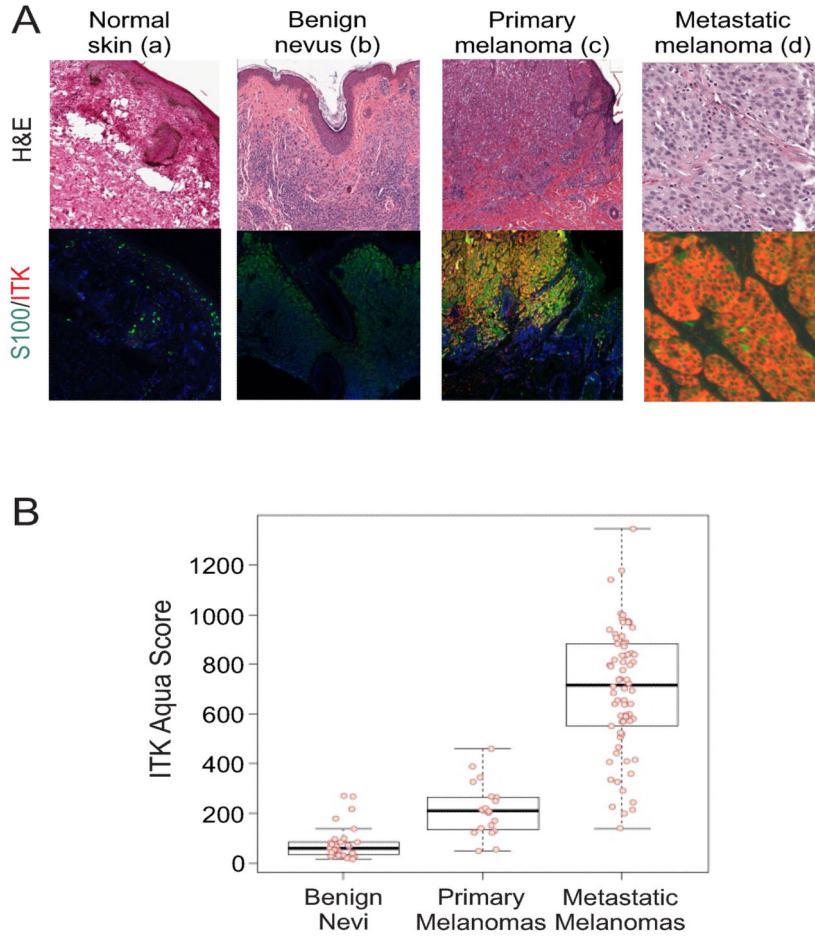 A
Normal skin (a)
Benign nevus (b)
Primary melanoma (c)
Metastatic melanoma (d)
H&E
S100/ITK
B
ITK Aqua Score
1200
1000
800
600
400
200
0
Benign Nevi
Primary Melanomas
Metastatic Melanomas